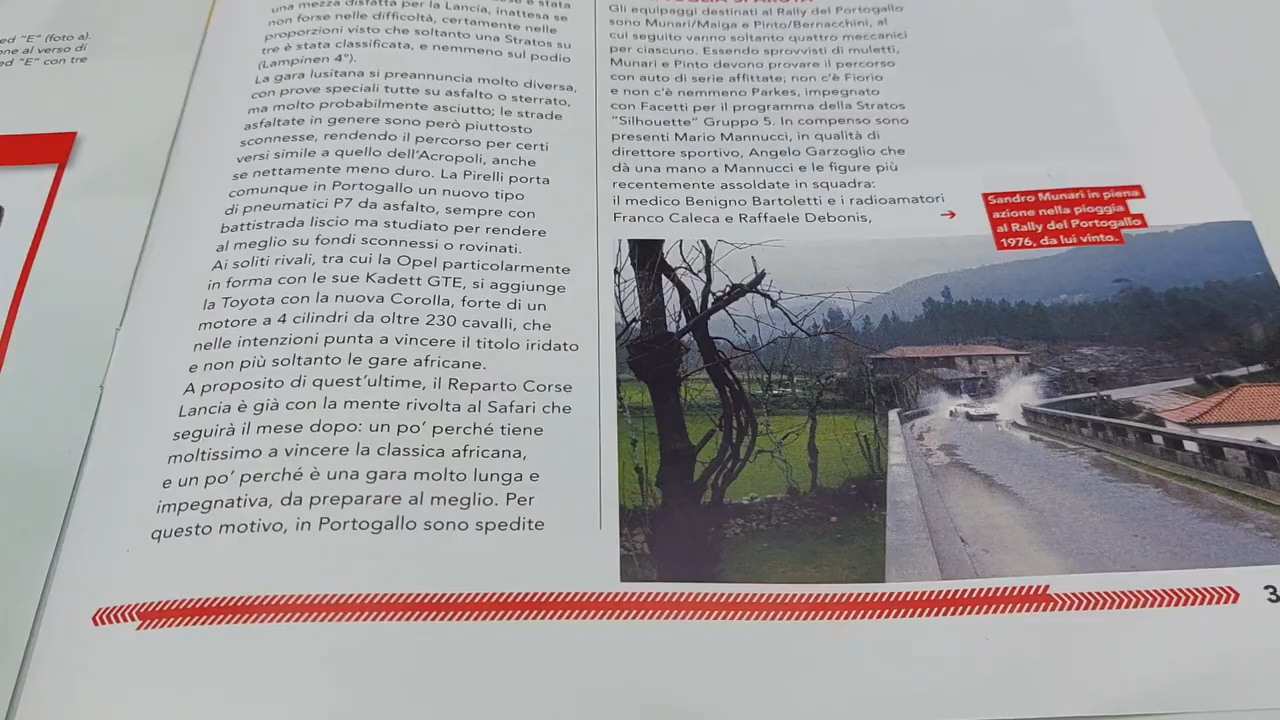 ed "E" (foto a).
one al verso di
ed "E" con tre
una mezza disfatta per la Lancia, inattesa se
non forse nelle difficoltà, certamente nelle
proporzioni visto che soltanto una Stratos su
tre è stata classificata, e nemmeno sul podio
(Lampinen 4°).
La gara lusitana si preannuncia molto diversa,
con prove speciali tutte su asfalto o sterrato,
ma molto probabilmente asciutto; le strade
asfaltate in genere sono però piuttosto
sconnesse, rendendo il percorso per certi
versi simile a quello dell'Acropoli, anche
se nettamente meno duro. La Pirelli porta
comunque in Portogallo un nuovo tipo
di pneumatici P7 da asfalto, sempre con
battistrada liscio ma studiato per rendere
al meglio su fondi sconnessi o rovinati.
Ai soliti rivali, tra cui la Opel particolarmente
in forma con le sue Kadett GTE, si aggiunge
la Toyota con la nuova Corolla, forte di un
motore a 4 cilindri da oltre 230 cavalli, che
nelle intenzioni punta a vincere il titolo iridato
e non più soltanto le gare africane.
A proposito di quest'ultime, il Reparto Corse
Lancia è già con la mente rivolta al Safari che
seguirà il mese dopo: un po' perché tiene
moltissimo a vincere la classica africana,
e un po' perché è una gara molto lunga e
impegnativa, da preparare al meglio. Per
questo motivo, in Portogallo sono spedite
Gli equipaggi destinati al Rally del Portogallo
sono Munari/Maiga e Pinto/Bernacchini, al
cui seguito vanno soltanto quattro meccanici
per ciascuno. Essendo sprovvisti di muletti,
Munari e Pinto devono provare il percorso
con auto di serie affittate; non c'è Fiorio
e non c'è nemmeno Parkes, impegnato
con Facetti per il programma della Stratos
"Silhouette" Gruppo 5. In compenso sono
presenti Mario Mannucci, in qualità di
direttore sportivo, Angelo Garzoglio che
dà una mano a Mannucci e le figure più
recentemente assoldate in squadra:
il medico Benigno Bartoletti e i radioamatori
Franco Caleca e Raffaele Debonis,
Sandro Munari in piena
azione nella pioggia
al Rally del Portogallo
1976, da lui vinto.
3